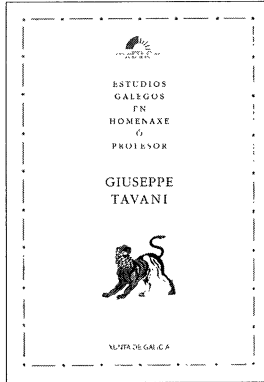 ESTUDIOS
GALEGOS
EN
HOMENAXE
Ó
PROFESOR
GIUSEPPE
TAVANI
XUNTA DE GALICIA